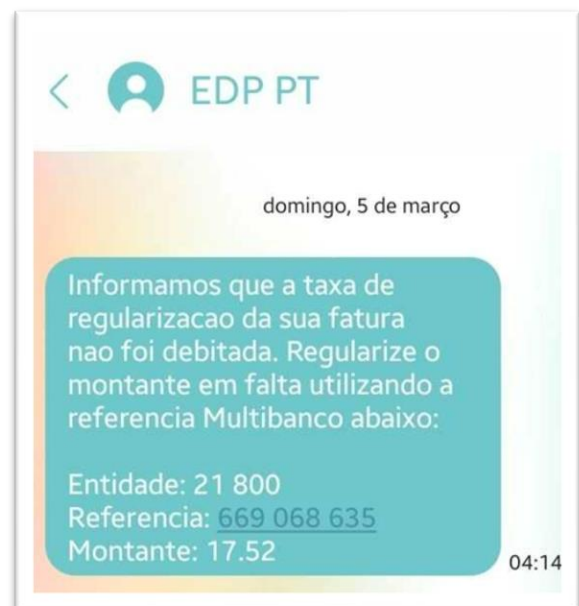 EDP PT
domingo, 5 de março
Informamos que a taxa de
regularizacao da sua fatura
nao foi debitada. Regularize o
montante em falta utilizando a
referencia Multibanco abaixo:
Entidade: 21 800
Referencia: 669 068 635
Montante: 17.52
04:14